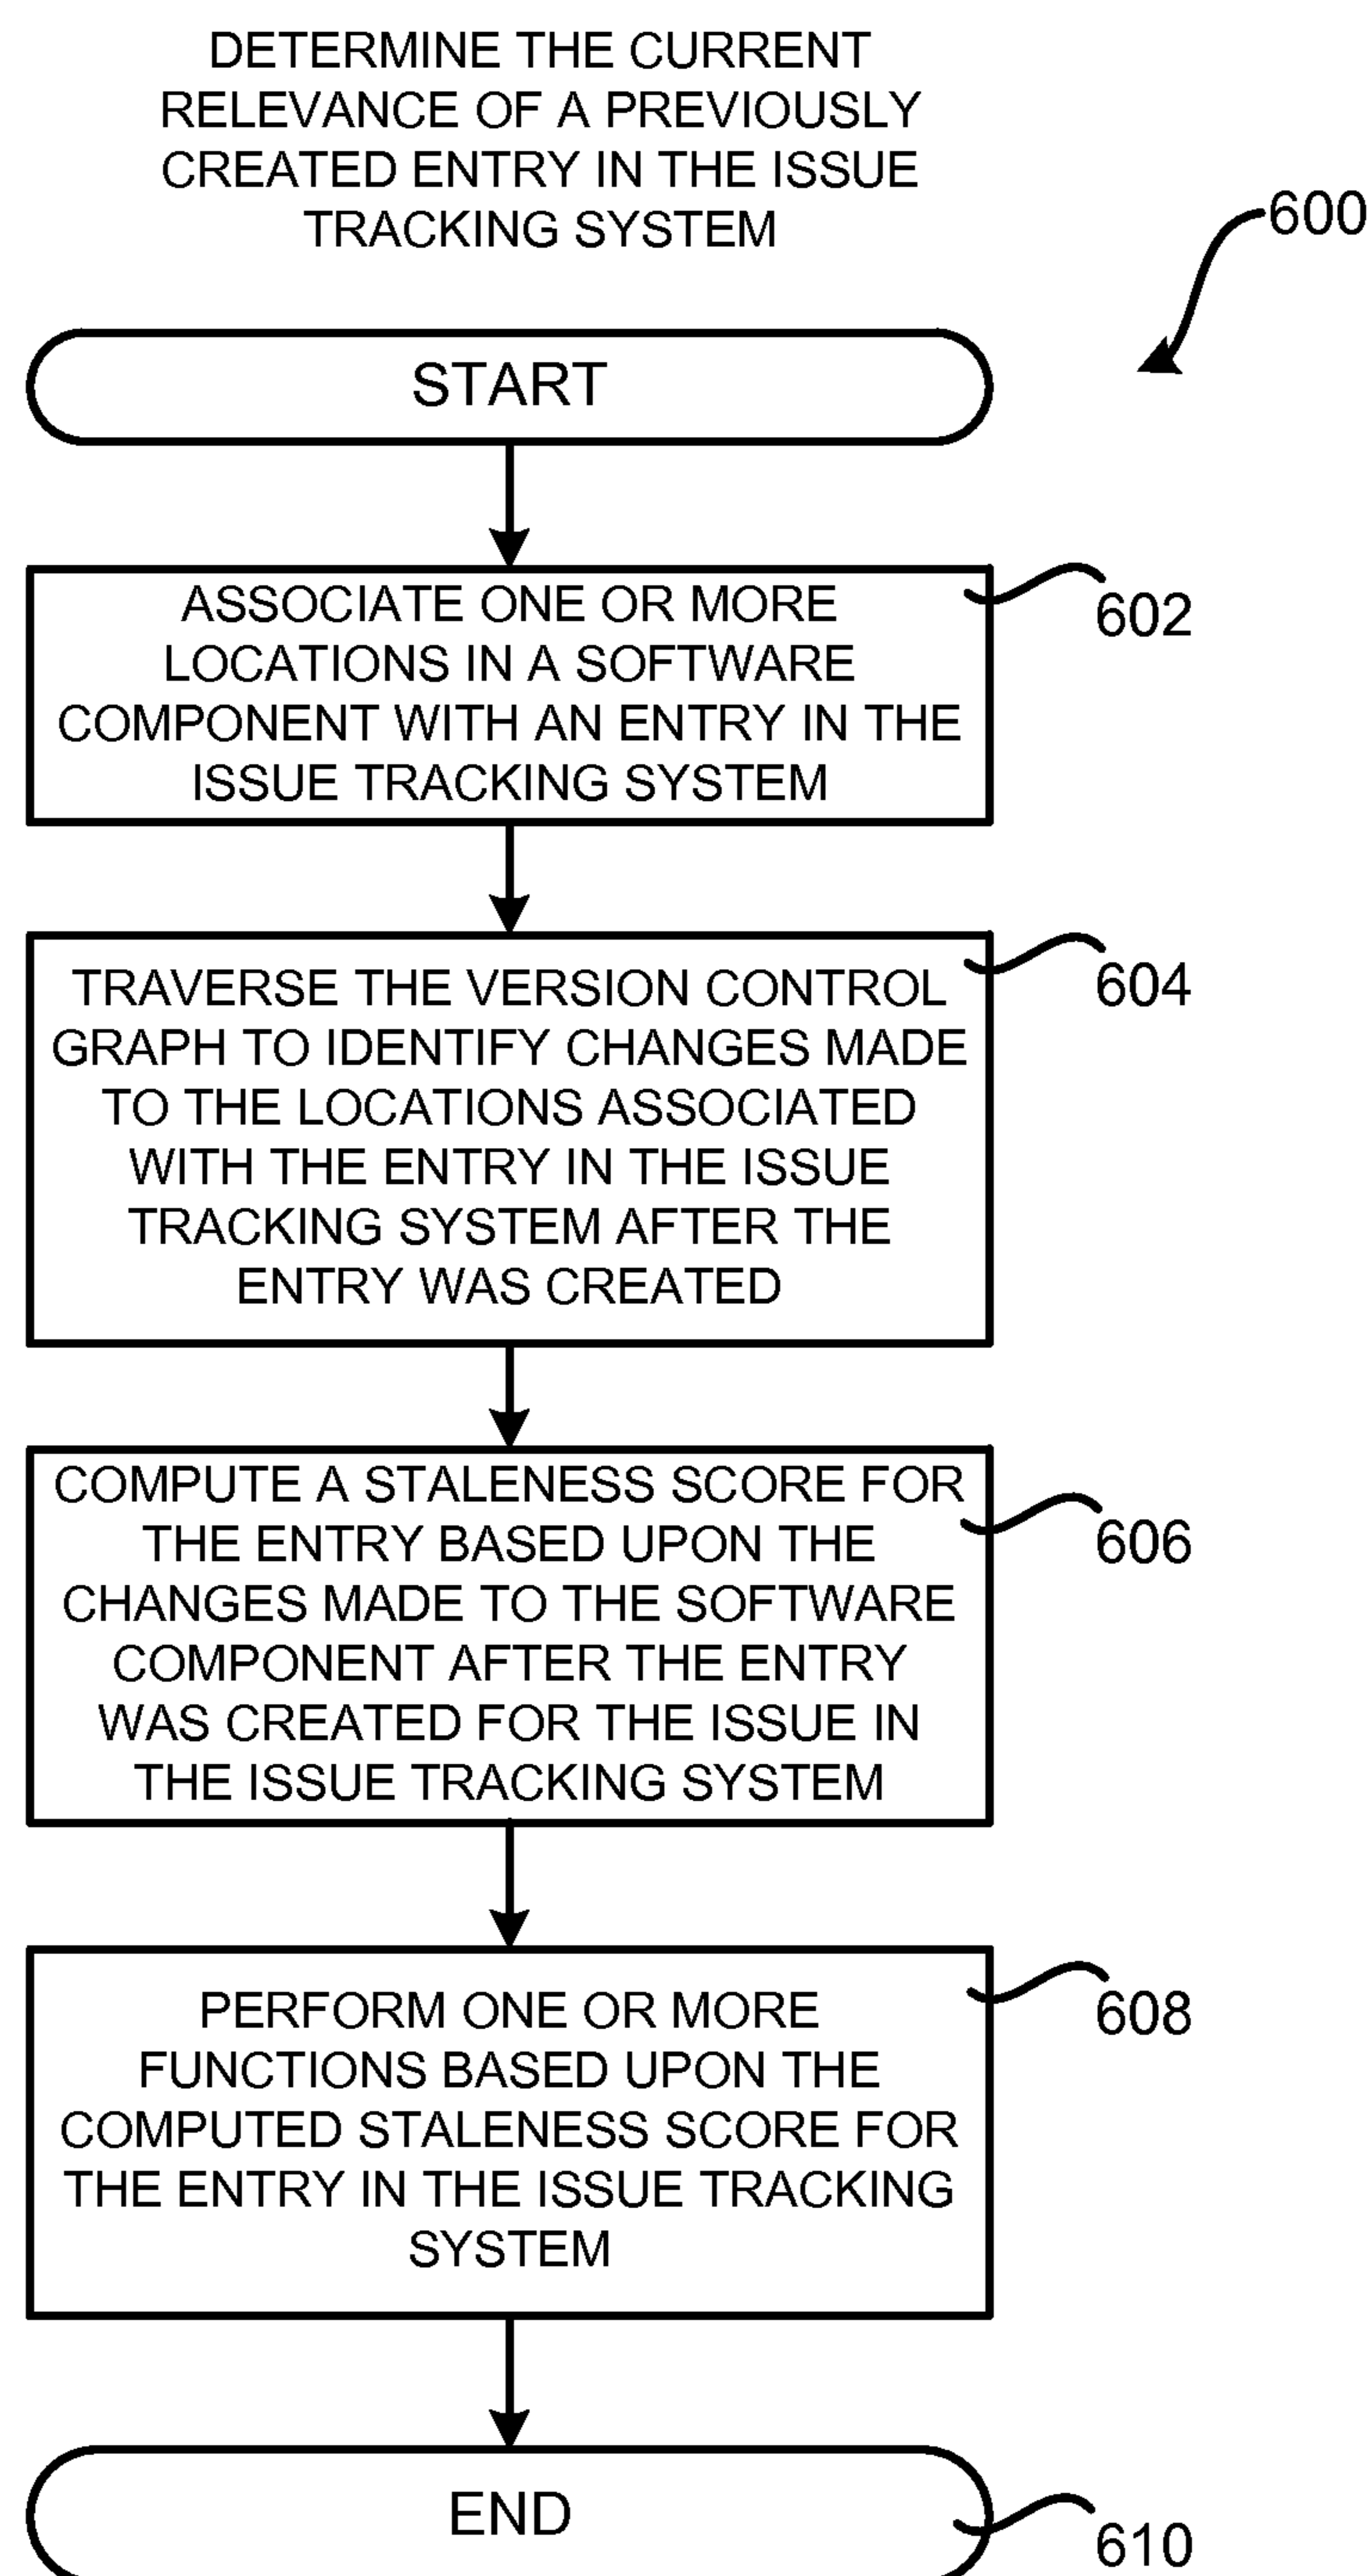 DETERMINE THE CURRENT
RELEVANCE OF A PREVIOUSLY
CREATED ENTRY IN THE ISSUE
TRACKING SYSTEM
600
START
ASSOCIATE ONE OR MORE
LOCATIONS IN A SOFTWARE
COMPONENT WITH AN ENTRY IN THE
ISSUE TRACKING SYSTEM
602
TRAVERSE THE VERSION CONTROL
GRAPH TO IDENTIFY CHANGES MADE
TO THE LOCATIONS ASSOCIATED
WITH THE ENTRY IN THE ISSUE
TRACKING SYSTEM AFTER THE
ENTRY WAS CREATED
604
COMPUTE A STALENESS SCORE FOR
THE ENTRY BASED UPON THE
CHANGES MADE TO THE SOFTWARE
COMPONENT AFTER THE ENTRY
WAS CREATED FOR THE ISSUE IN
THE ISSUE TRACKING SYSTEM
606
PERFORM ONE OR MORE
FUNCTIONS BASED UPON THE
COMPUTED STALENESS SCORE FOR
THE ENTRY IN THE ISSUE TRACKING
SYSTEM
608
END
610